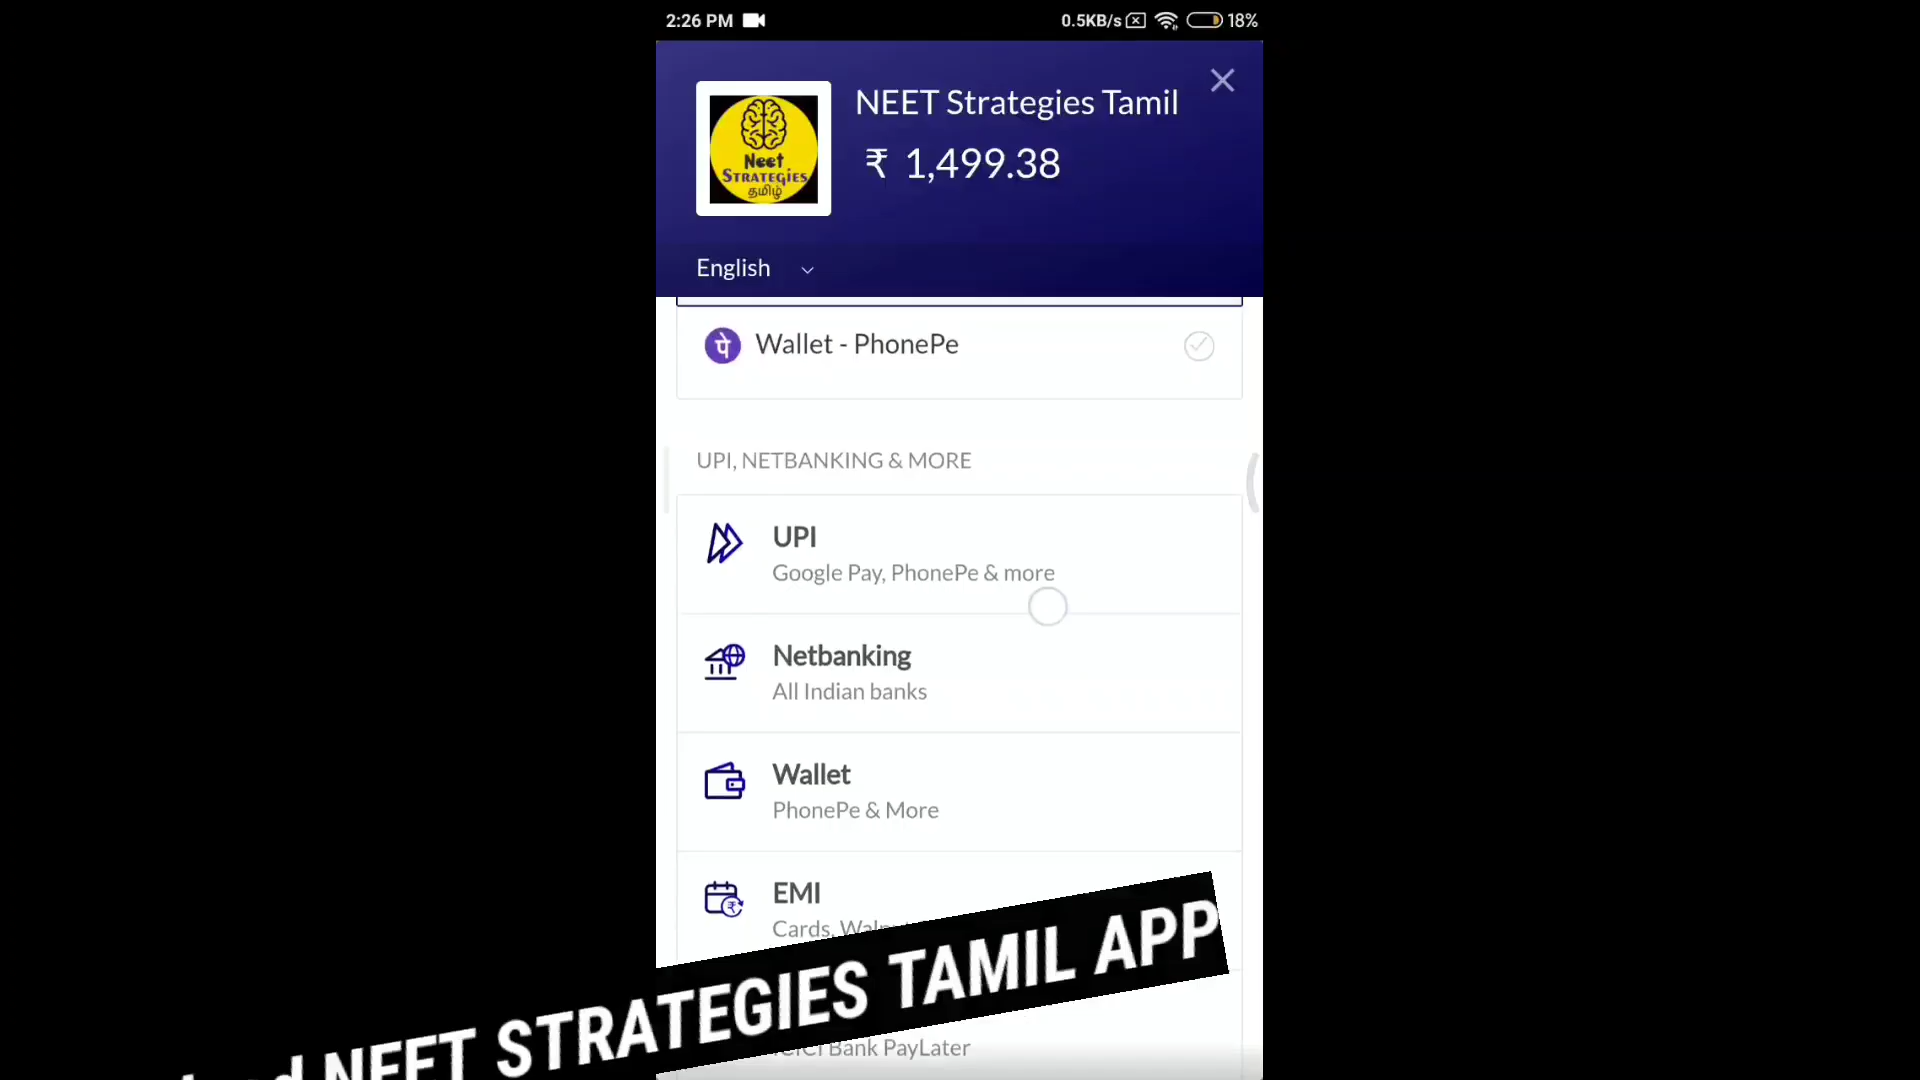 2:26 PM
0.5KB/s
18%
NEET Strategies Tamil
₹ 1,499.38
Neet
STRATEGIES
தமிழ்
English
पे Wallet - PhonePe
UPI, NETBANKING & MORE
UPI
Google Pay, PhonePe & more
Netbanking
All Indian banks
Wallet
PhonePe & More
EMI
Cards,
NEET STRATEGIES TAMIL APP
Bank PayLater